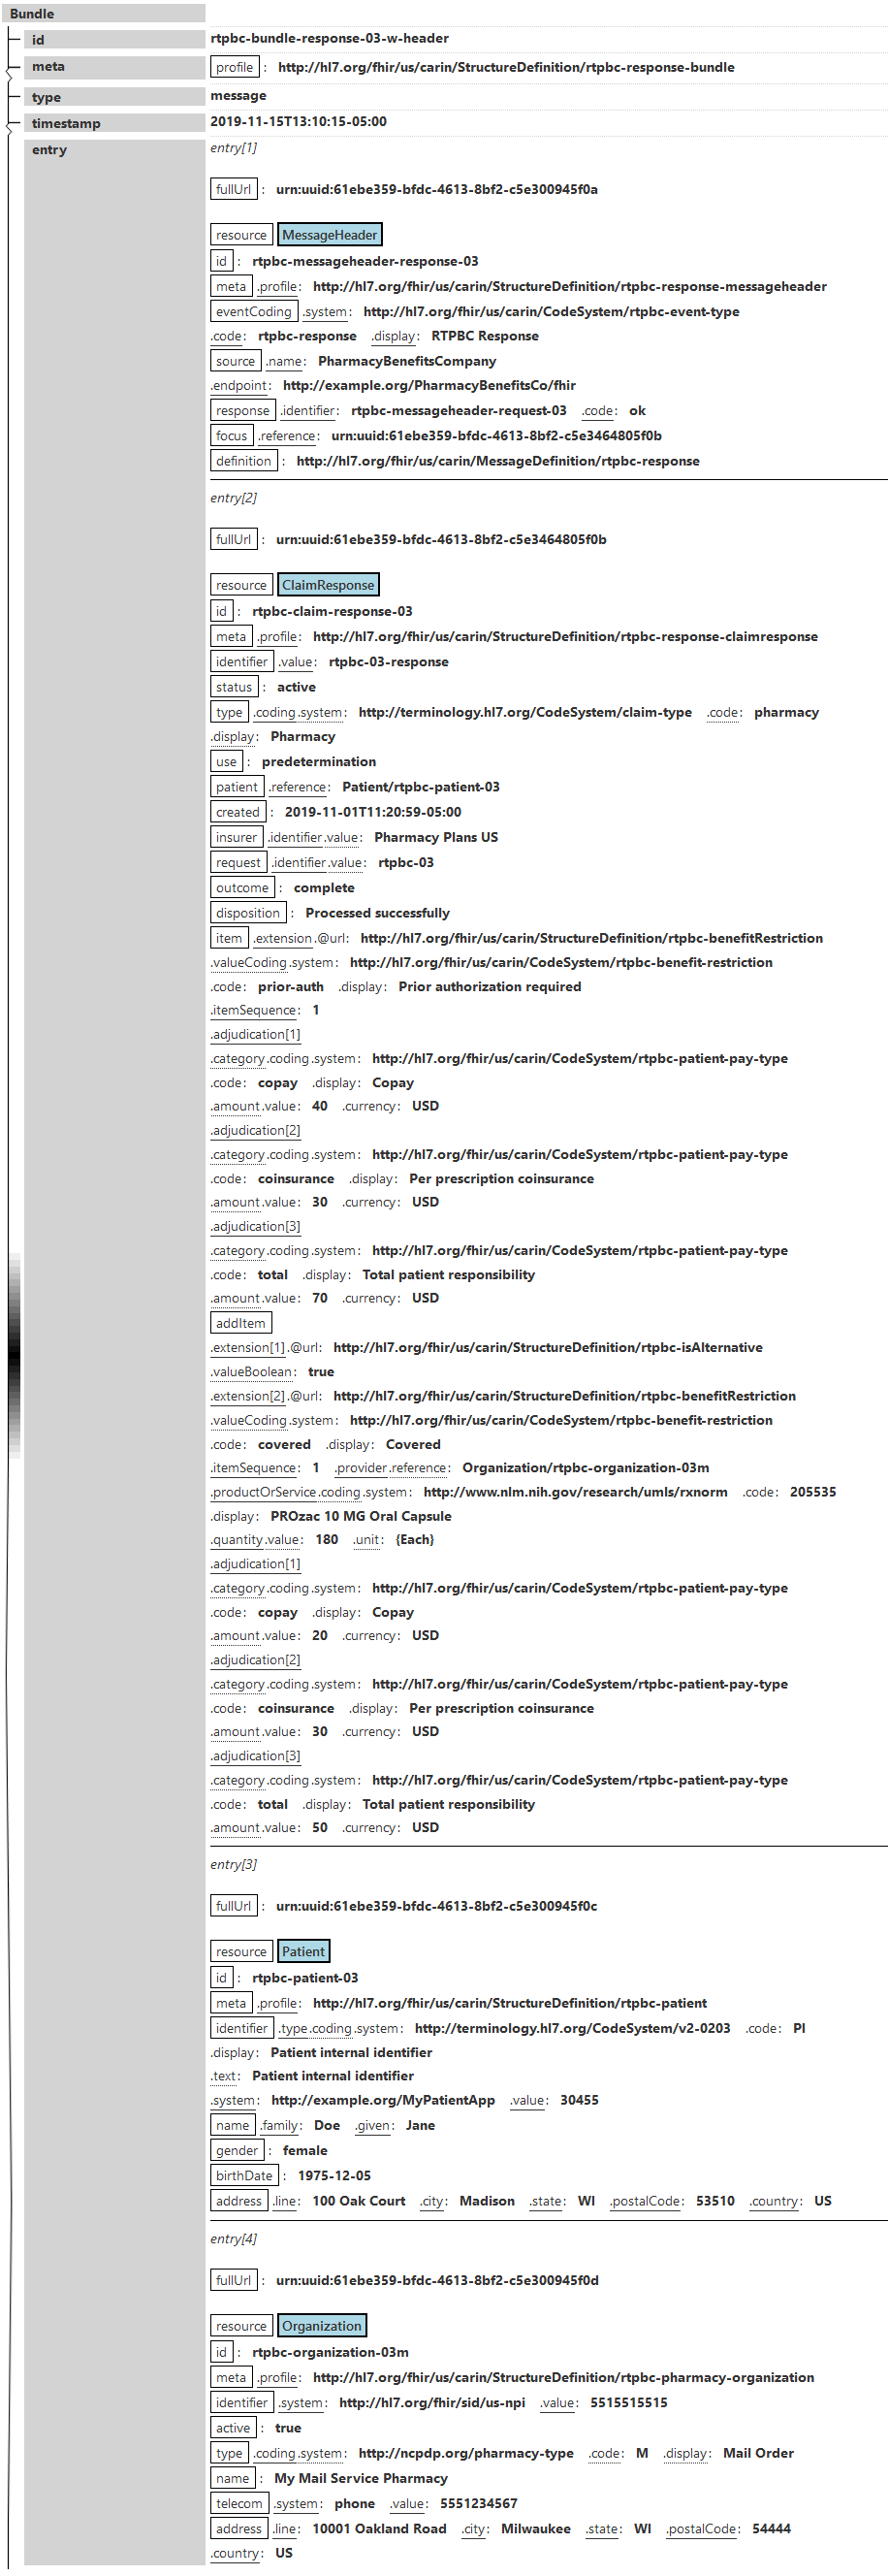 Bundle
id rtpbc-bundle-response-03-w-header
meta profile : http://hl7.org/fhir/us/carin/StructureDefinition/rtpbc-response-bundle
type message
timestamp 2019-11-15T13:10:15-05:00
entry entry[1]
fullUrl : urn:uuid:61ebe359-bfdc-4613-8bf2-c5e300945f0a
resource MessageHeader
id : rtpbc-messageheader-response-03
meta .profile: http://hl7.org/fhir/us/carin/StructureDefinition/rtpbc-response-messageheader
eventCoding .system: http://hl7.org/fhir/us/carin/CodeSystem/rtpbc-event-type
.code: rtpbc-response .display: RTPBC Response
source .name: PharmacyBenefitsCompany
.endpoint: http://example.org/PharmacyBenefitsCo/fhir
response .identifier: rtpbc-messageheader-request-03 .code: ok
focus .reference: urn:uuid:61ebe359-bfdc-4613-8bf2-c5e3464805f0b
definition : http://hl7.org/fhir/us/carin/MessageDefinition/rtpbc-response
entry[2]
fullUrl : urn:uuid:61ebe359-bfdc-4613-8bf2-c5e3464805f0b
resource ClaimResponse
id : rtpbc-claim-response-03
meta .profile: http://hl7.org/fhir/us/carin/StructureDefinition/rtpbc-response-claimresponse
identifier .value: rtpbc-03-response
status : active
type .coding.system: http://terminology.hl7.org/CodeSystem/claim-type .code: pharmacy
.display: Pharmacy
use : predetermination
patient .reference: Patient/rtpbc-patient-03
created : 2019-11-01T11:20:59-05:00
insurer .identifier.value: Pharmacy Plans US
request .identifier.value: rtpbc-03
outcome : complete
disposition : Processed successfully
item .extension.@url: http://hl7.org/fhir/us/carin/StructureDefinition/rtpbc-benefitRestriction
.valueCoding.system: http://hl7.org/fhir/us/carin/CodeSystem/rtpbc-benefit-restriction
.code: prior-auth .display: Prior authorization required
.itemSequence: 1
.adjudication[1]
.category.coding.system: http://hl7.org/fhir/us/carin/CodeSystem/rtpbc-patient-pay-type
.code: copay .display: Copay
.amount.value: 40 .currency: USD
.adjudication[2]
.category.coding.system: http://hl7.org/fhir/us/carin/CodeSystem/rtpbc-patient-pay-type
.code: coinsurance .display: Per prescription coinsurance
.amount.value: 30 .currency: USD
.adjudication[3]
.category.coding.system: http://hl7.org/fhir/us/carin/CodeSystem/rtpbc-patient-pay-type
.code: total .display: Total patient responsibility
.amount.value: 70 .currency: USD
addItem
.extension[1].@url: http://hl7.org/fhir/us/carin/StructureDefinition/rtpbc-isAlternative
.valueBoolean: true
.extension[2].@url: http://hl7.org/fhir/us/carin/StructureDefinition/rtpbc-benefitRestriction
.valueCoding.system: http://hl7.org/fhir/us/carin/CodeSystem/rtpbc-benefit-restriction
.code: covered .display: Covered
.itemSequence: 1 .provider.reference: Organization/rtpbc-organization-03m
.productOrService.coding.system: http://www.nlm.nih.gov/research/umls/rxnorm .code: 205535
.display: PROzac 10 MG Oral Capsule
.quantity.value: 180 .unit: {Each}
.adjudication[1]
.category.coding.system: http://hl7.org/fhir/us/carin/CodeSystem/rtpbc-patient-pay-type
.code: copay .display: Copay
.amount.value: 20 .currency: USD
.adjudication[2]
.category.coding.system: http://hl7.org/fhir/us/carin/CodeSystem/rtpbc-patient-pay-type
.code: coinsurance .display: Per prescription coinsurance
.amount.value: 30 .currency: USD
.adjudication[3]
.category.coding.system: http://hl7.org/fhir/us/carin/CodeSystem/rtpbc-patient-pay-type
.code: total .display: Total patient responsibility
.amount.value: 50 .currency: USD
entry[3]
fullUrl : urn:uuid:61ebe359-bfdc-4613-8bf2-c5e300945f0c
resource Patient
id : rtpbc-patient-03
meta .profile: http://hl7.org/fhir/us/carin/StructureDefinition/rtpbc-patient
identifier .type.coding.system: http://terminology.hl7.org/CodeSystem/v2-0203 .code: PI
.display: Patient internal identifier
.text: Patient internal identifier
.system: http://example.org/MyPatientApp .value: 30455
name .family: Doe .given: Jane
gender : female
birthDate : 1975-12-05
address .line: 100 Oak Court .city: Madison .state: WI .postalCode: 53510 .country: US
entry[4]
fullUrl : urn:uuid:61ebe359-bfdc-4613-8bf2-c5e300945f0d
resource Organization
id : rtpbc-organization-03m
meta .profile: http://hl7.org/fhir/us/carin/StructureDefinition/rtpbc-pharmacy-organization
identifier .system: http://hl7.org/fhir/sid/us-npi .value: 5515515515
active : true
type .coding.system: http://ncpdp.org/pharmacy-type .code: M .display: Mail Order
name : My Mail Service Pharmacy
telecom .system: phone .value: 5551234567
address .line: 10001 Oakland Road .city: Milwaukee .state: WI .postalCode: 54444
.country: US